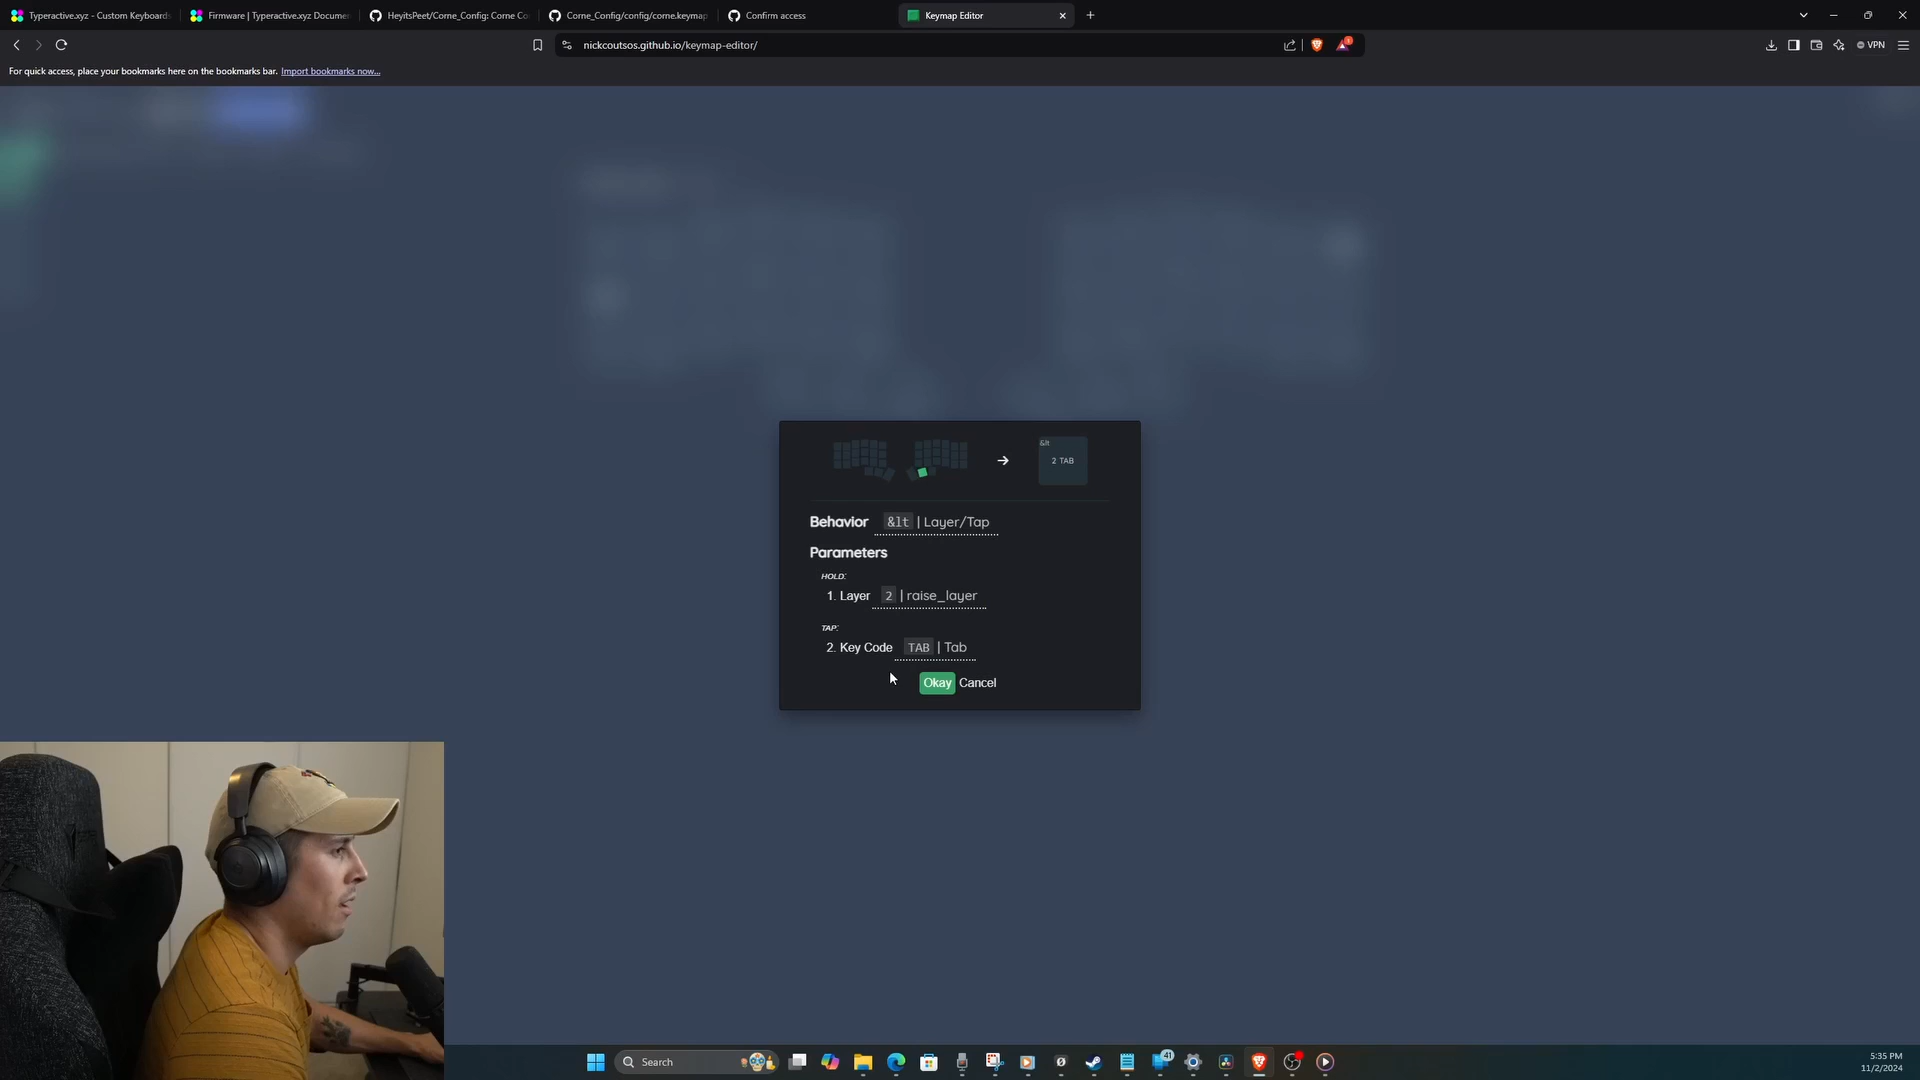 Typeractive.xyz - Custom Keyboards
Firmware | Typeractive.xyz Documen
HeyitsPeet/Corne_Config: Corne Co
Corne_Config/config/corne.keymap
Confirm access
Keymap Editor
nickcoutsos.github.io/keymap-editor/
1
VPN
For quick access, place your bookmarks here on the bookmarks bar. Import bookmarks now...
&lt
2 TAB
Behavior &lt | Layer/Tap
Parameters
HOLD:
1. Layer 2 | raise_layer
TAP:
2. Key Code TAB | Tab
Okay Cancel
Search
41
5:35 PM
11/2/2024